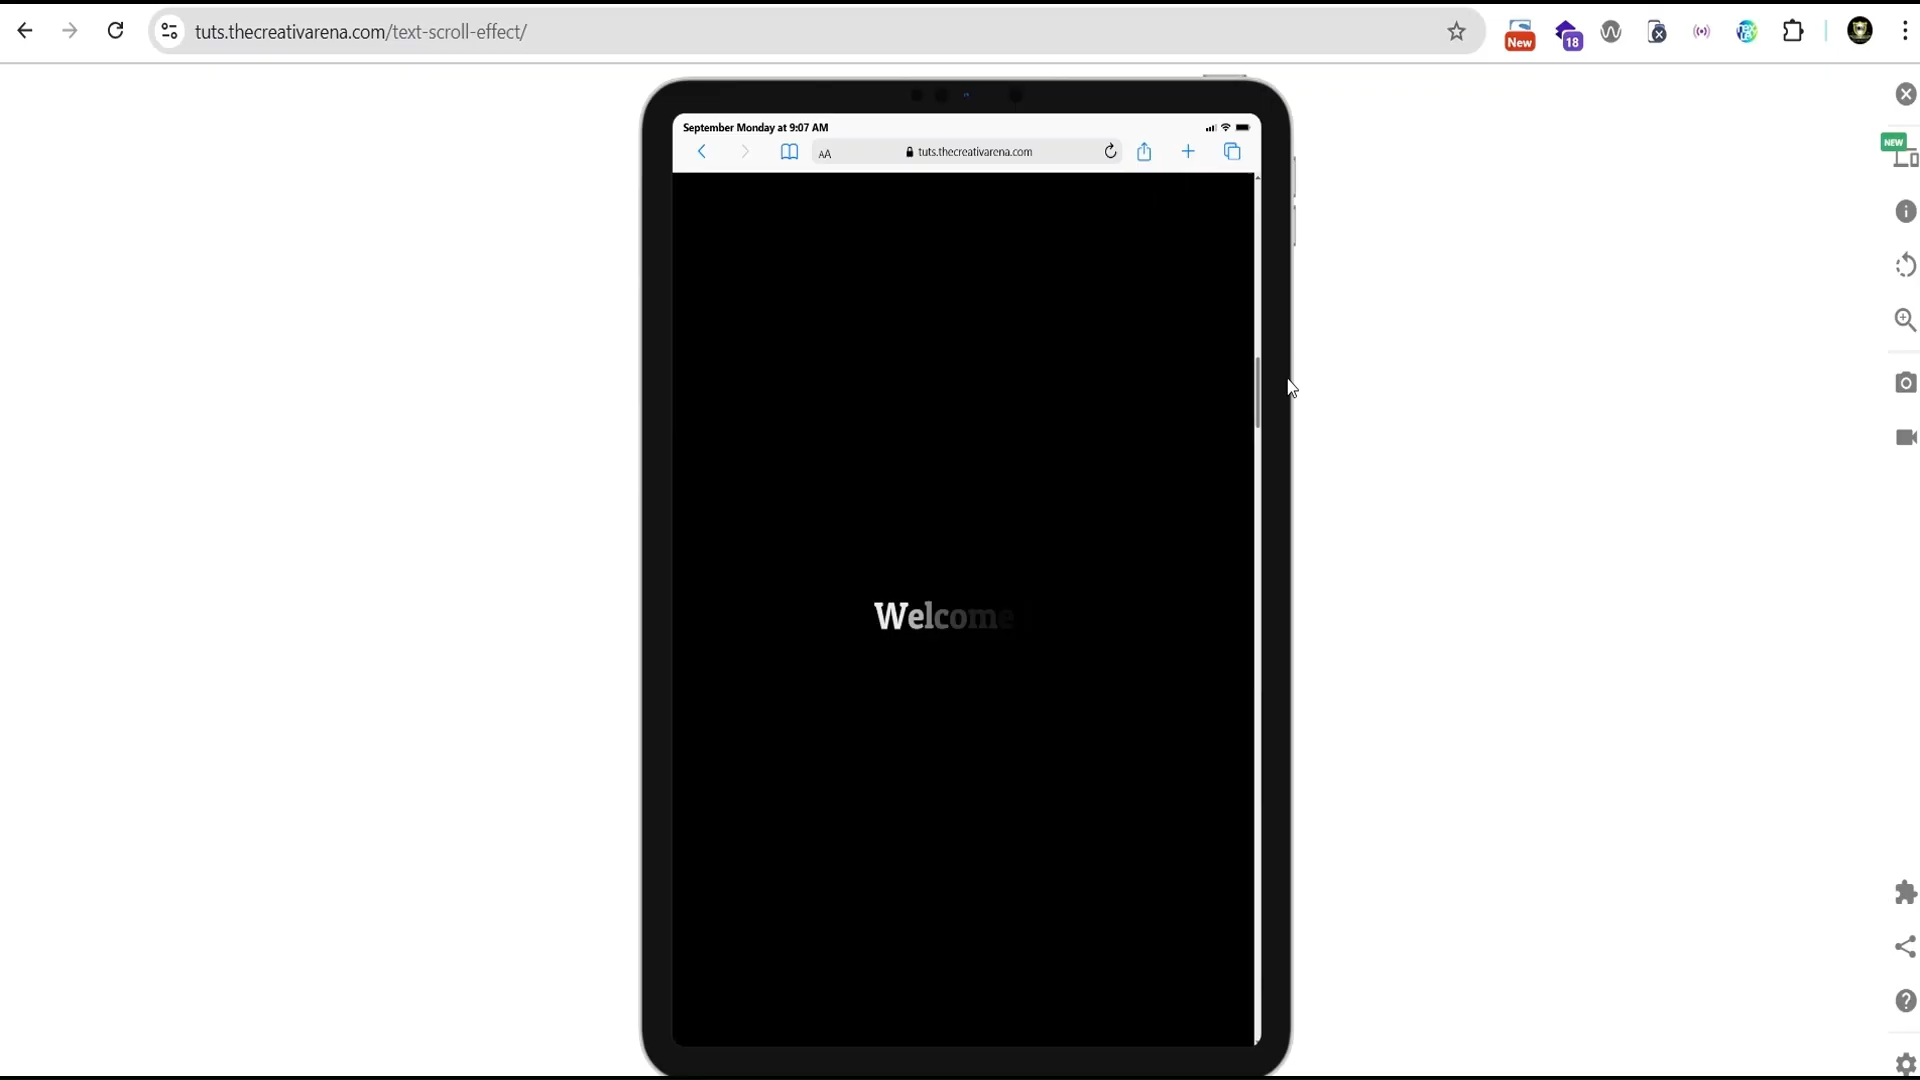 tuts.thecreativarena.com/text-scroll-effect/
New
18
September Monday at 9:07 AM
AA
tuts.thecreativarena.com
NEW
Welcome